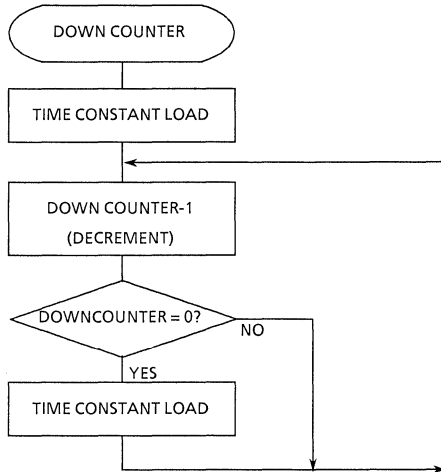 DOWN COUNTER
TIME CONSTANT LOAD
DOWN COUNTER-1
(DECREMENT)
DOWNCOUNTER = 0?
NO
YES
TIME CONSTANT LOAD